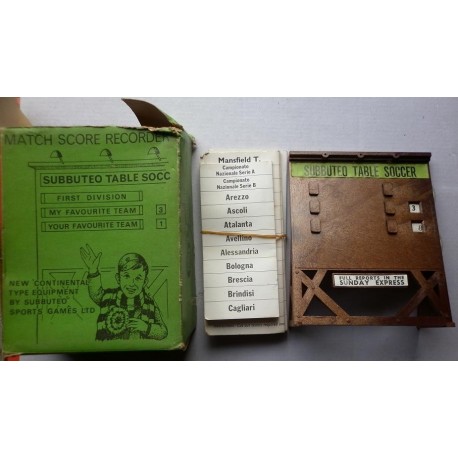 MATCH SCORE RECORDER
SUBBUTEO TABLE SOCC
FIRST DIVISION
MY FAVOURITE TEAM 3
YOUR FAVOURITE TEAM 1
NEW CONTINENTAL
TYPE EQUIPMENT
BY SUBBUTEO
SPORTS GAMES LTD
Mansfield T.
Campionato
Nazionale Serie A
Campionato
Nazionale Serie B
Arezzo
Ascoli
Atalanta
Avellino
Alessandria
Bologna
Brescia
Brindisi
Cagliari
SUBBUTEO TABLE SOCCER
3
FULL REPORTS IN THE
SUNDAY EXPRESS